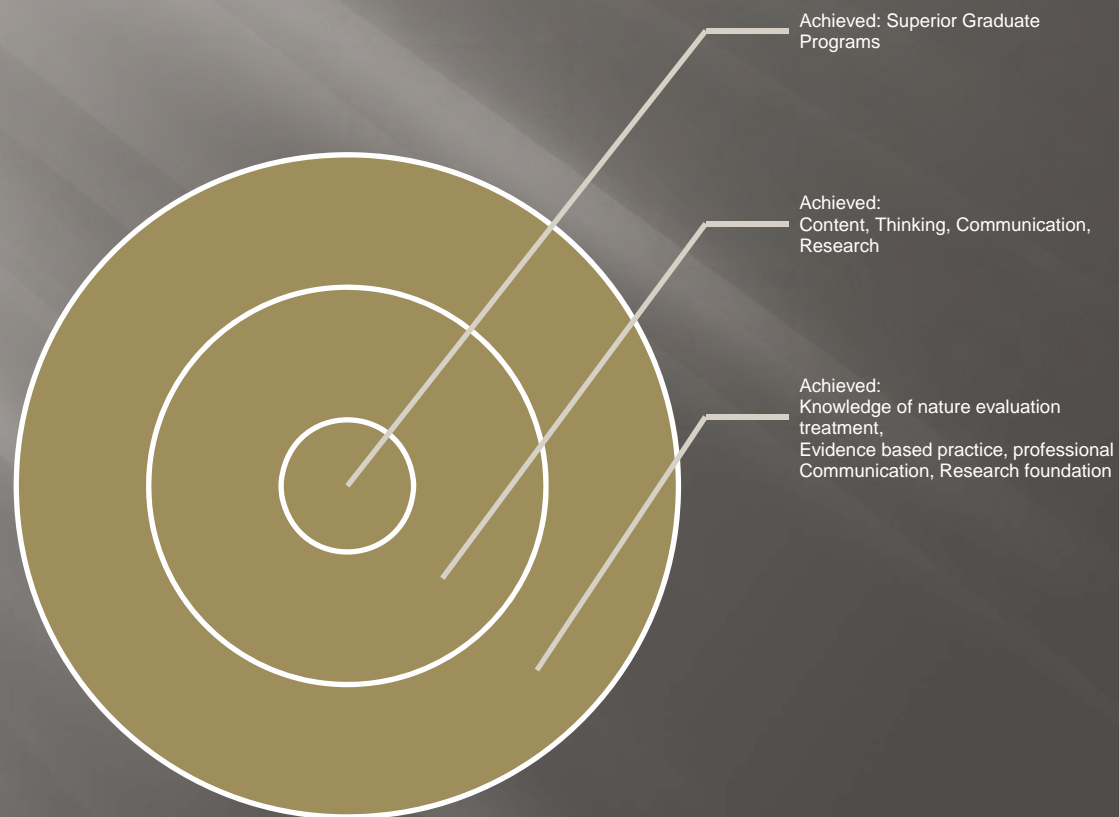 Achieved: Superior Graduate
Programs
Achieved:
Content, Thinking, Communication,
Research
Achieved:
Knowledge of nature evaluation
treatment,
Evidence based practice, professional
Communication, Research foundation